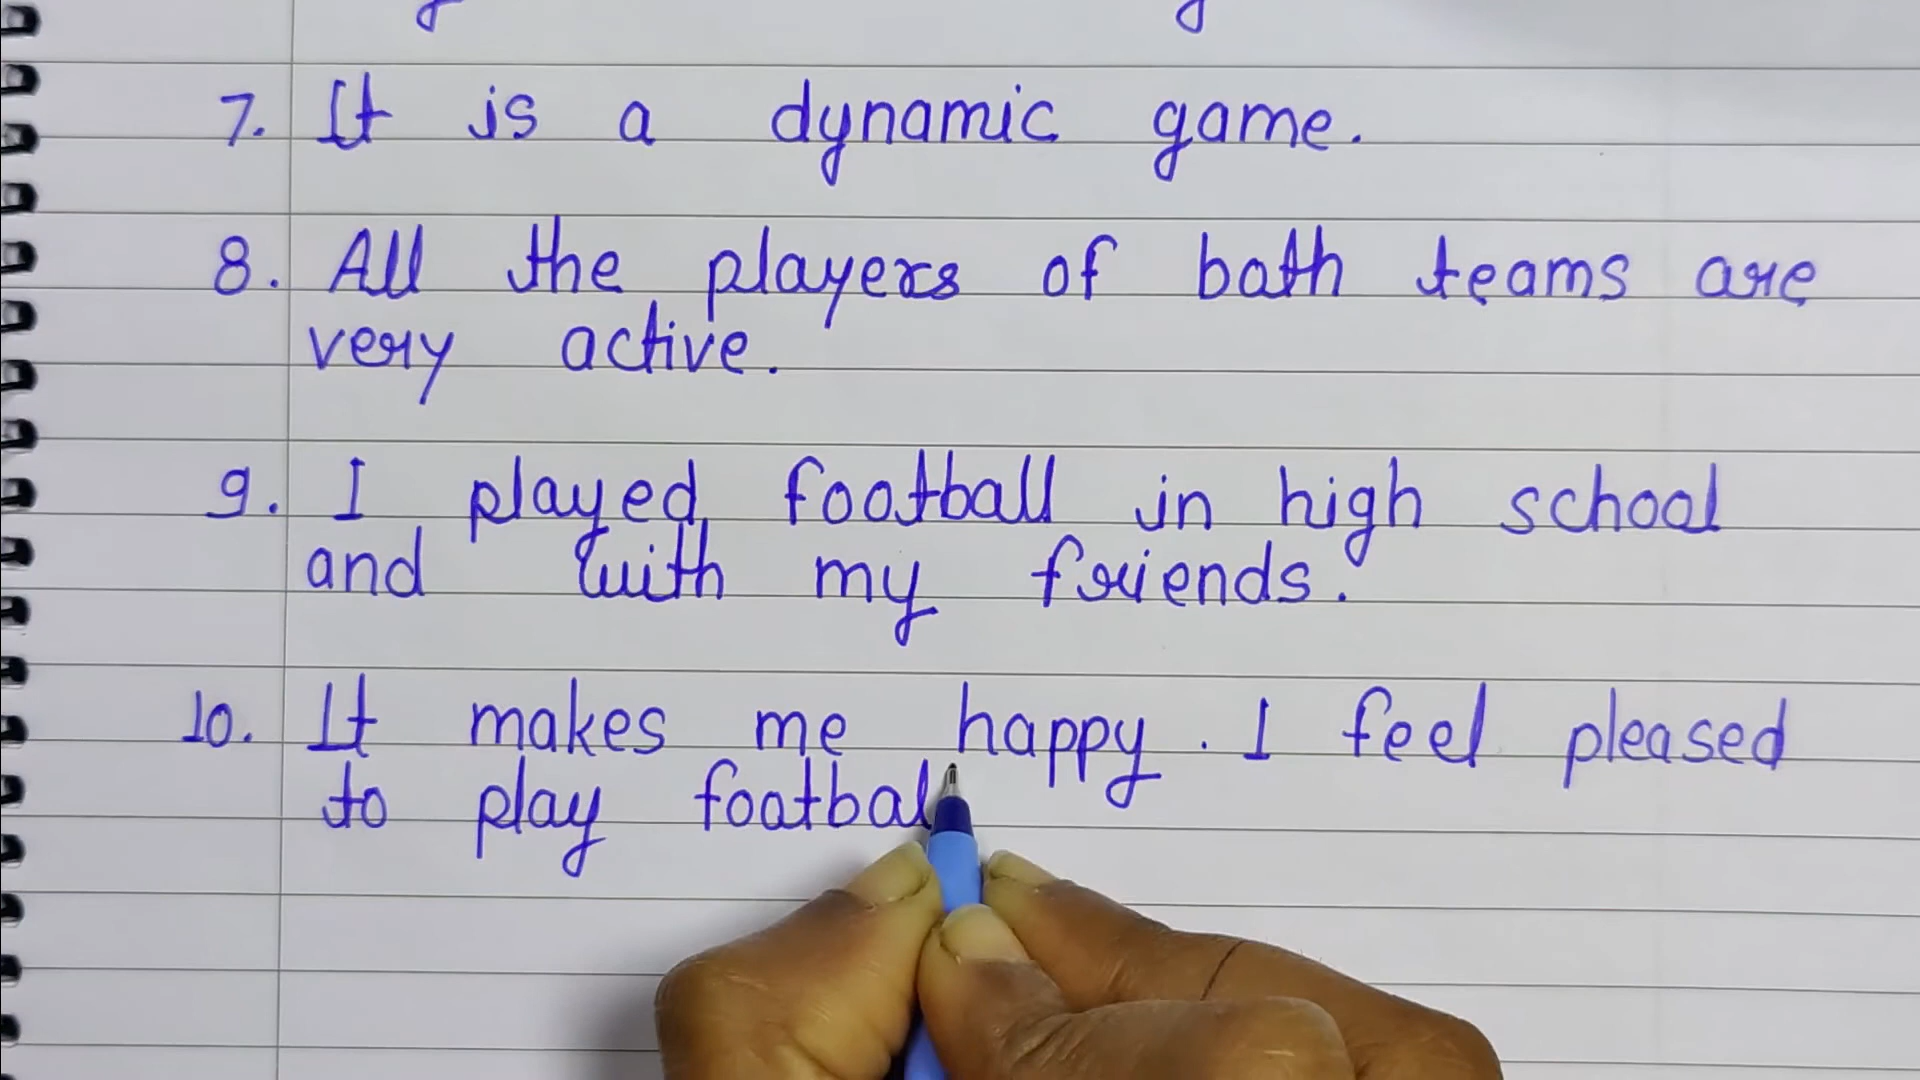 7. It is a dynamic game.
8. All the players of both teams are
very active.
9. I played football in high school
and with my friends.
10. It makes me happy. I feel pleased
to play footbal